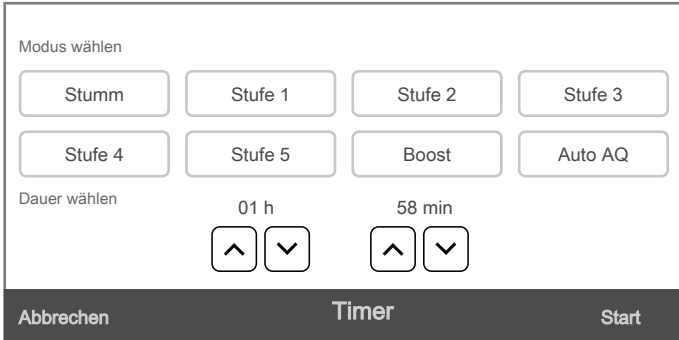 Modus wählen
Stumm Stufe 1 Stufe 2 Stufe 3
Stufe 4 Stufe 5 Boost Auto AQ
Dauer wählen
01 h 58 min
Abbrechen Timer Start